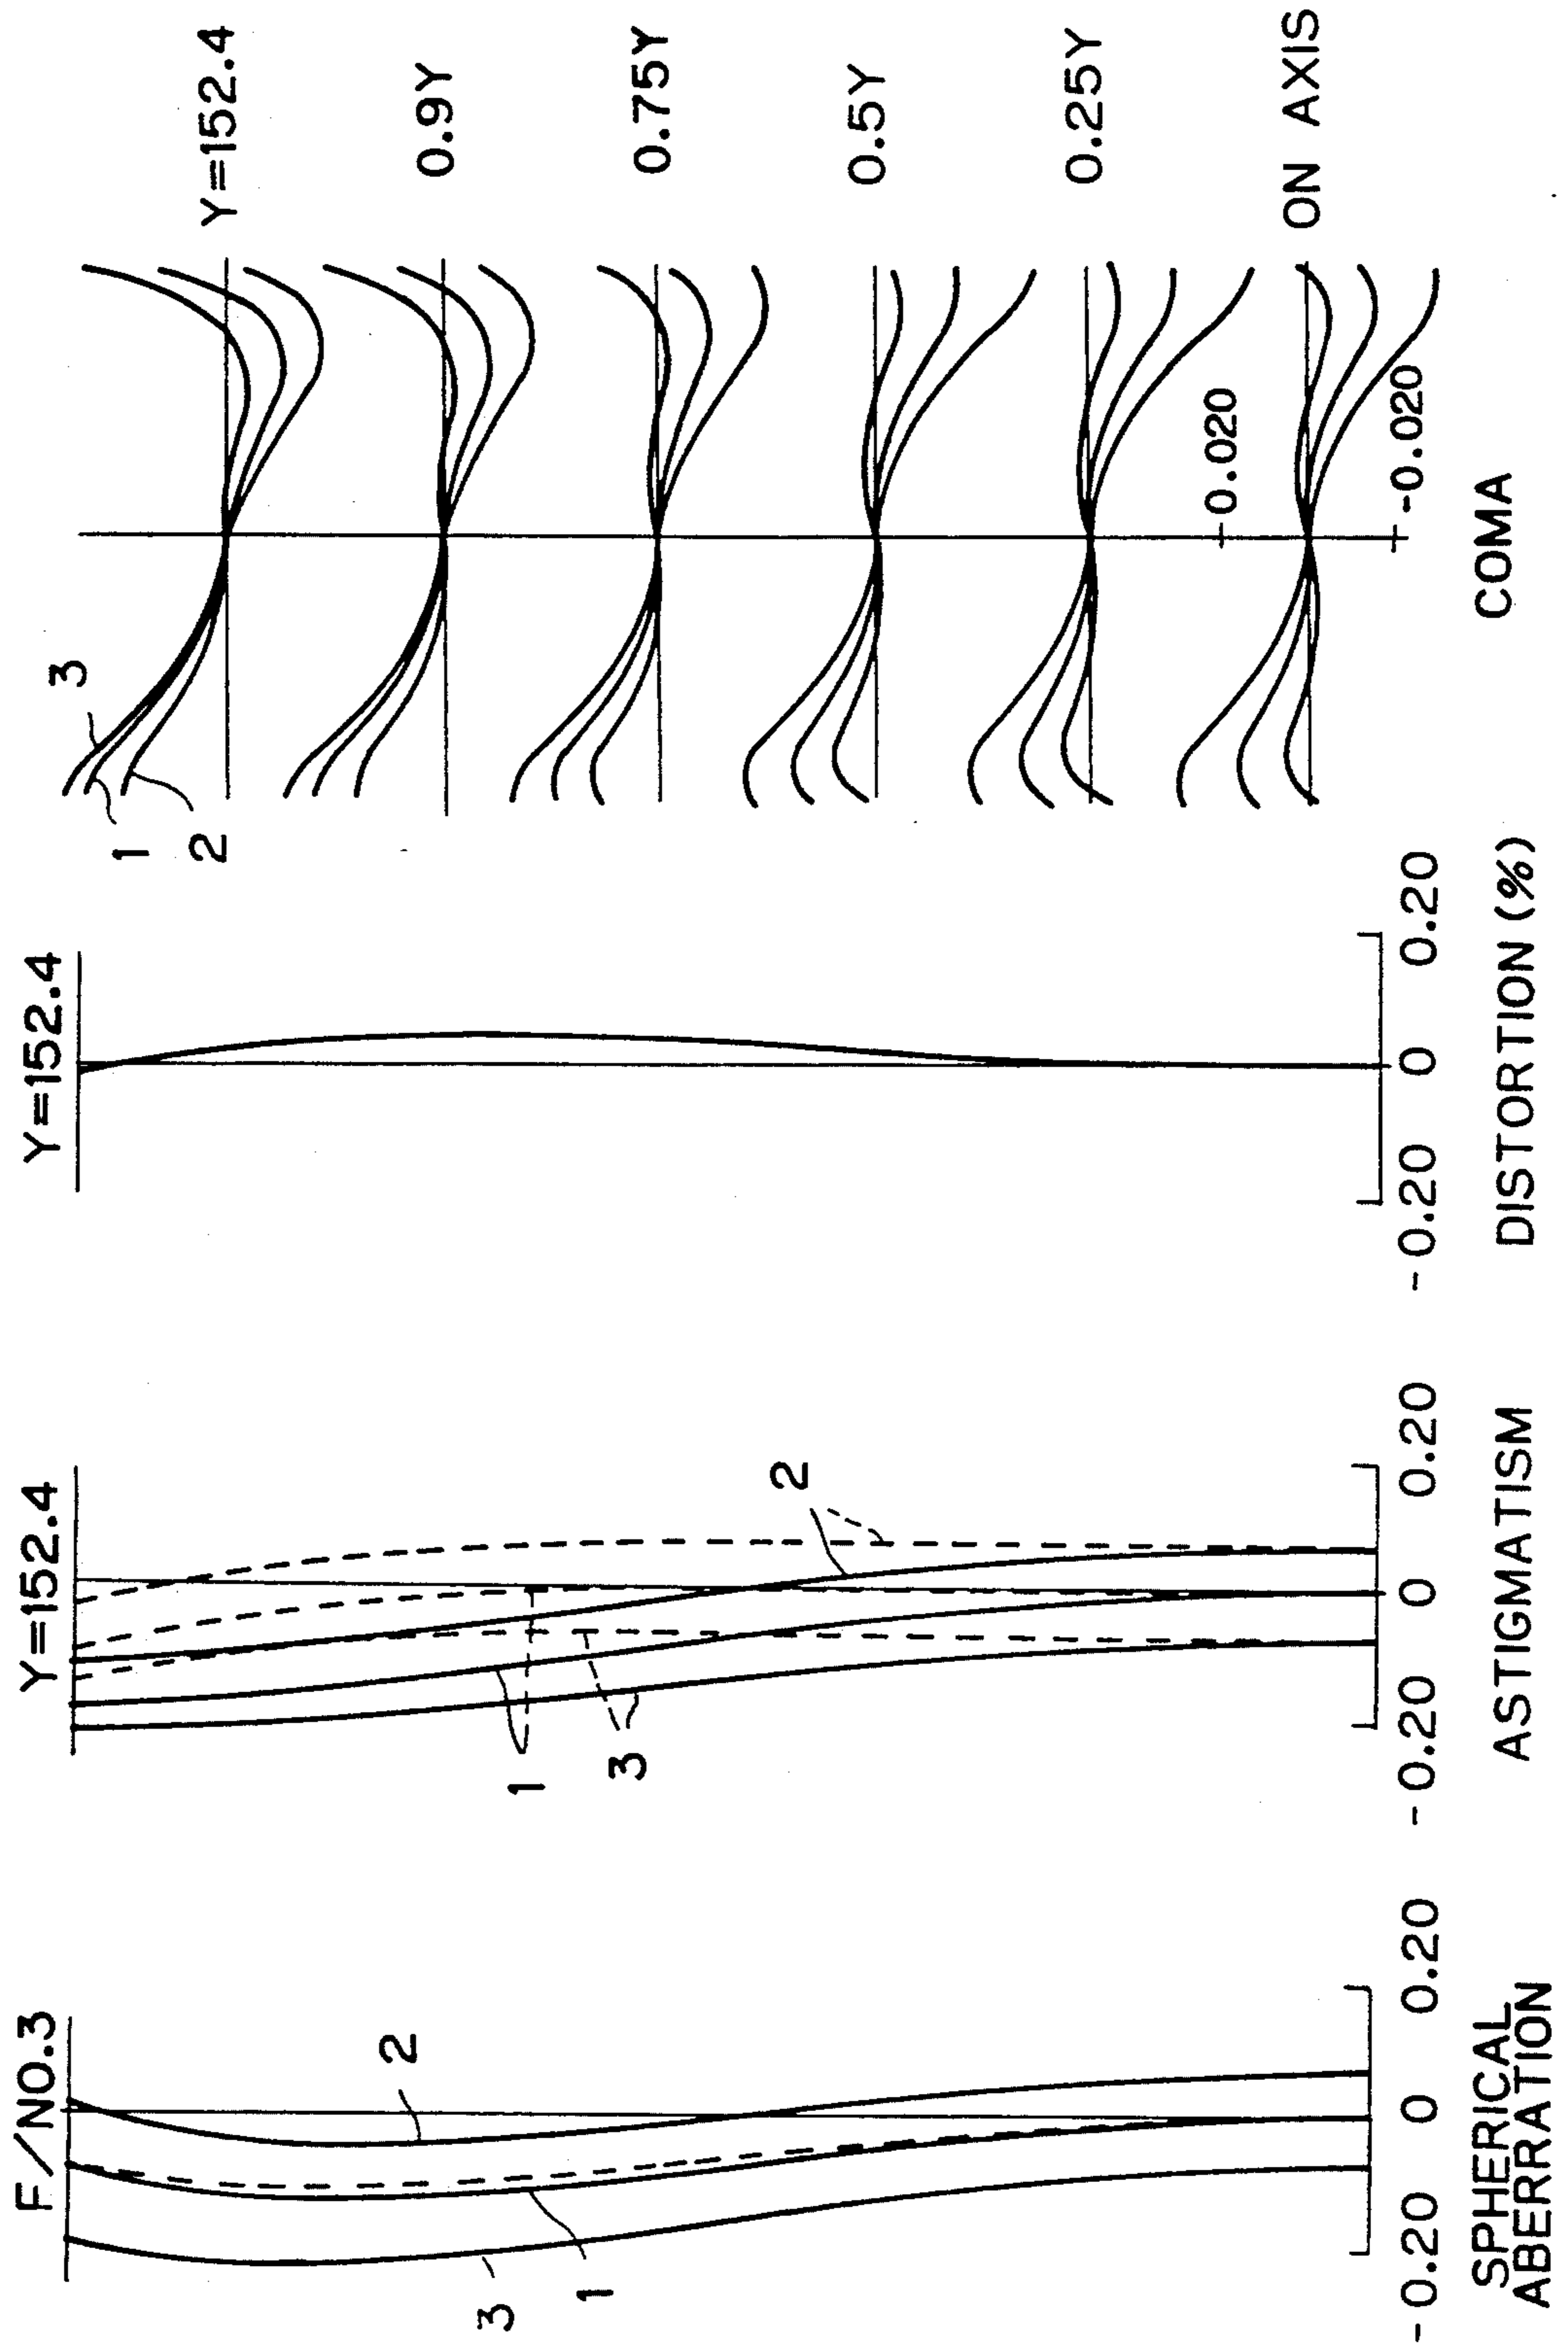 F/NO.3
2
3
1
-0.20 0 0.20
SPHERICAL
ABERRATION
Y=152.4
2
1
3
-0.20 0 0.20
ASTIGMATISM
Y=152.4
-0.20 0 0.20
DISTORTION (%)
3
1
2
Y=152.4
0.9Y
0.75Y
0.5Y
0.25Y
0.020
ON AXIS
-0.020
COMA